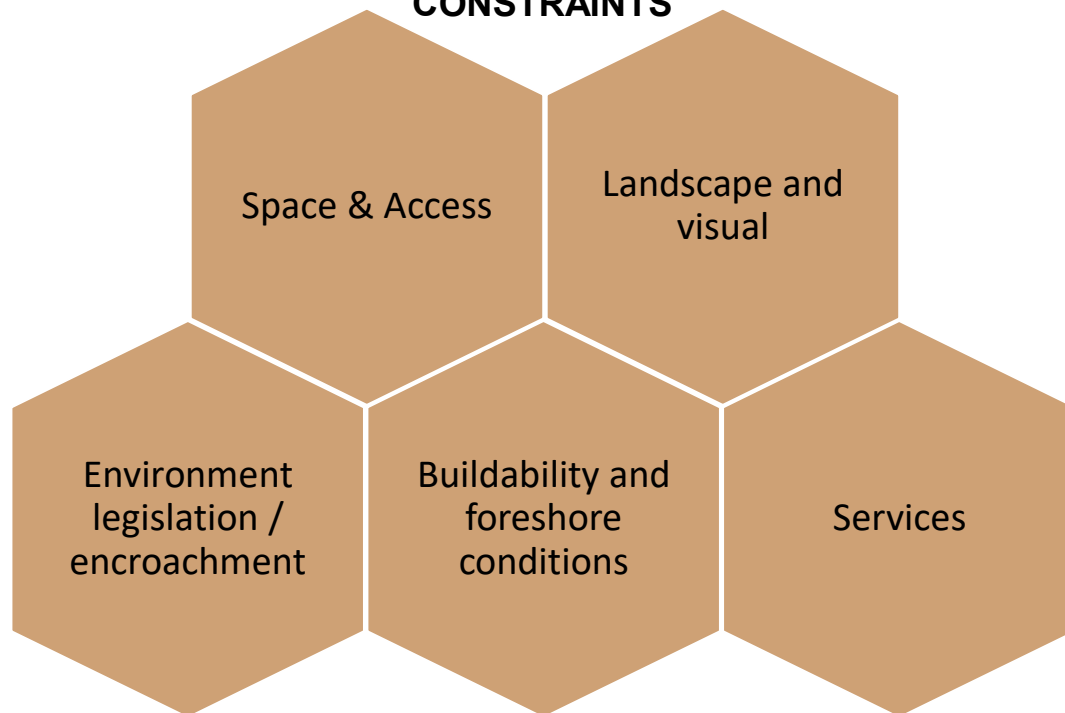 CONSTRAINTS
Space & Access
Landscape and
visual
Environment
legislation /
encroachment
Buildability and
foreshore
conditions
Services